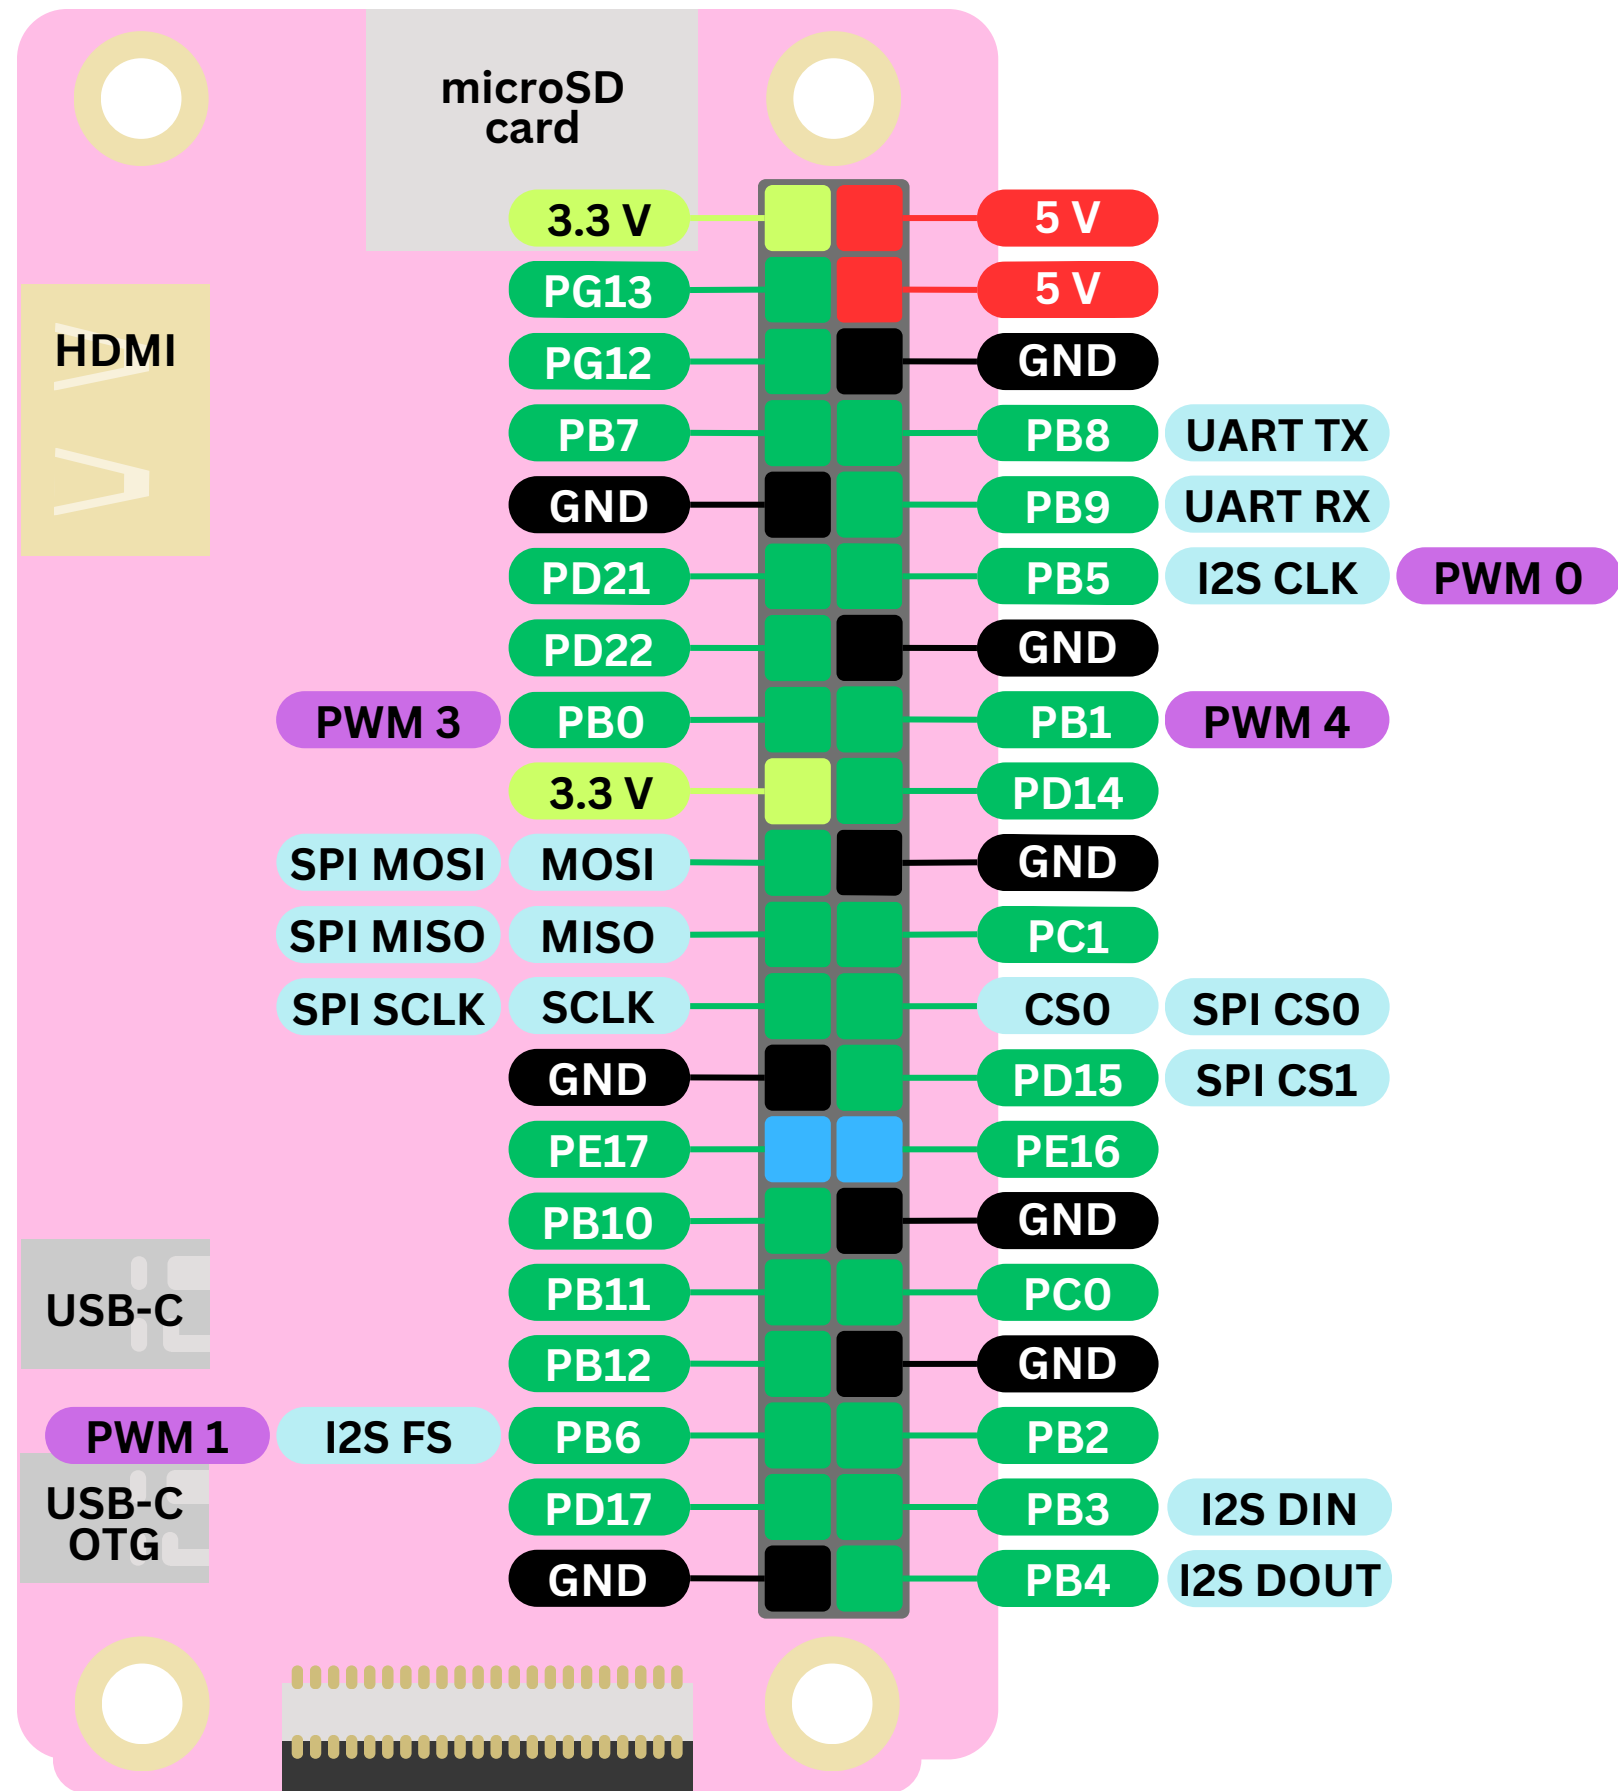 microSD
card
3.3 V 5 V
PG13 5 V
HDMI
PG12 GND
PB7 PB8 UART TX
GND PB9 UART RX
PD21 PB5 I2S CLK PWM 0
PD22 GND
PWM 3 PB0 PB1 PWM 4
3.3 V PD14
SPI MOSI MOSI GND
SPI MISO MISO PC1
SPI SCLK SCLK CS0 SPI CS0
GND PD15 SPI CS1
PE17 PE16
PB10 GND
USB-C
PB11 PC0
PB12 GND
PWM 1 I2S FS PB6 PB2
USB-C
OTG
PD17 PB3 I2S DIN
GND PB4 I2S DOUT